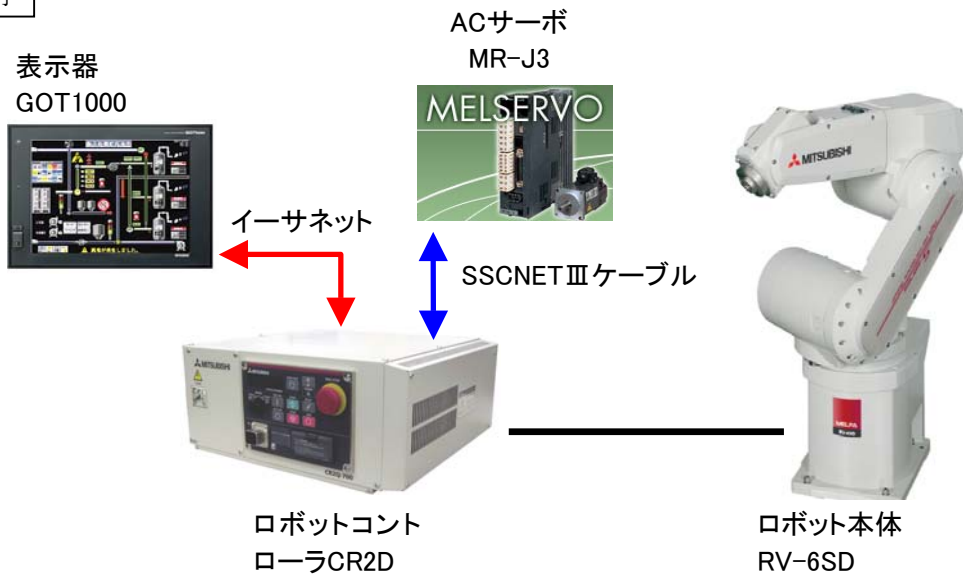 ACサーボ
MR-J3
表示器
GOT1000
MELSERVO
MITSUBISHI
イーサネット
SSCNETⅢケーブル
MITSUBISHI
MELFA
ロボットコント
ローラCR2D
ロボット本体
RV-6SD